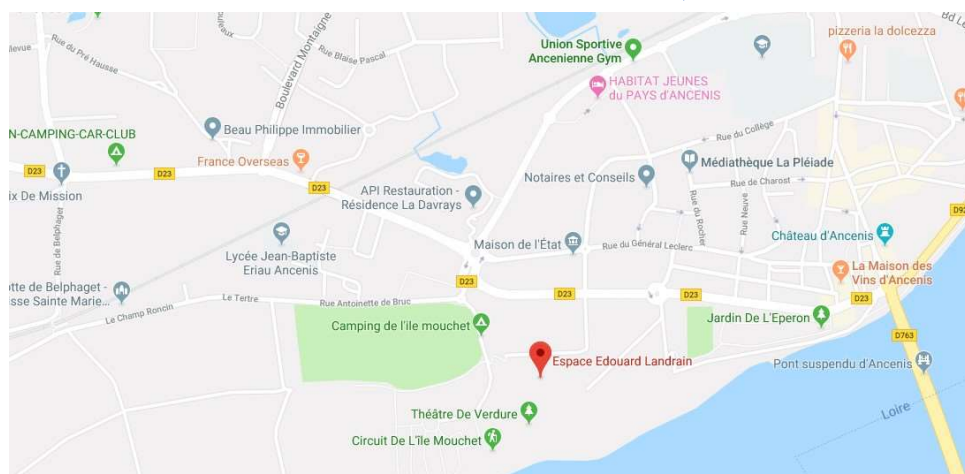 Rue du Pré Hausse
Boulevard Montaigne
Rue Blaise Pascal
Union Sportive
Ancenienne Gym
pizzeria la dolcezza
HABITAT JEUNES
du PAYS d'ANCENIS
N-CAMPING-CAR-CLUB
Beau Philippe Immobilier
France Overseas
Rue du Collège
Médiathèque La Pléiade
Notaires et Conseils
Rue de Charost
D23
D23
D23
ix De Mission
API Restauration -
Résidence La Davrays
Rue du Rocher
Rue Neuve
D92
Rue de Belphaget
Lycée Jean-Baptiste
Eriau Ancenis
Maison de l'État
Rue du Général Leclerc
Château d'Ancenis
La Maison des
Vins d'Ancenis
otte de Belphaget -
sse Sainte Marie...
Le Champ Roncin
Le Tertre
Rue Antoinette de Bruc
D23
D23
D23
Camping de l'ile mouchet
Jardin De L'Eperon
D763
Espace Edouard Landrain
Pont suspendu d'Ancenis
Théâtre De Verdure
Loire
Circuit De L'île Mouchet